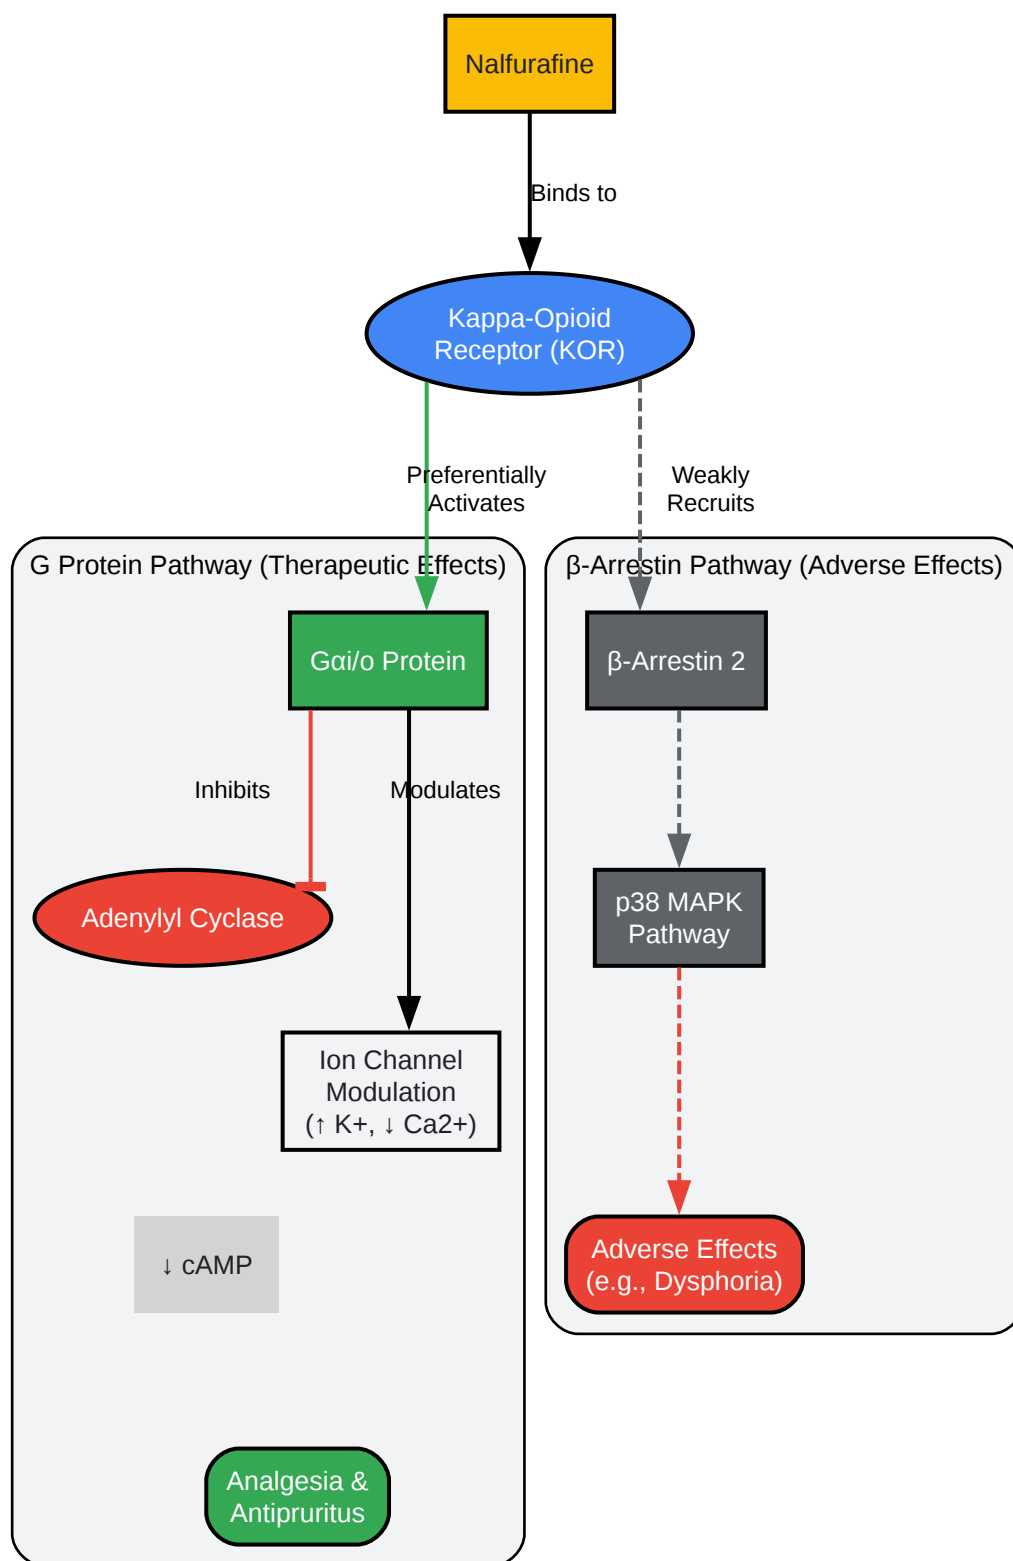 Nalfurafine
Binds to
Kappa-Opioid
Receptor (KOR)
Preferentially
Activates
Weakly
Recruits
G Protein Pathway (Therapeutic Effects)
β-Arrestin Pathway (Adverse Effects)
Gαi/o Protein
β-Arrestin 2
Inhibits
Modulates
Adenylyl Cyclase
p38 MAPK
Pathway
Ion Channel
Modulation
(↑ K+, ↓ Ca2+)
↓ cAMP
Adverse Effects
(e.g., Dysphoria)
Analgesia &
Antipruritus